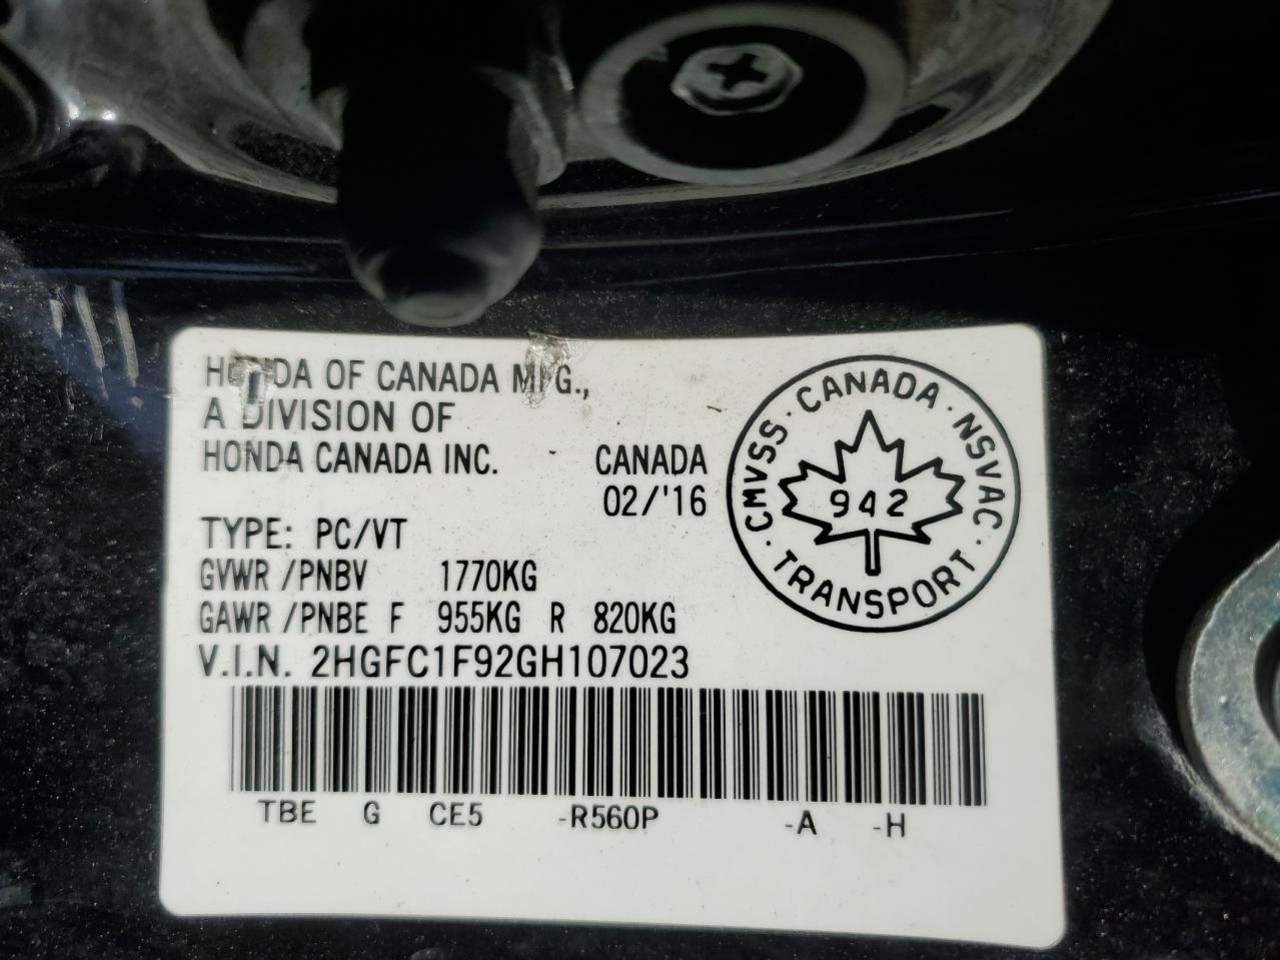 HONDA OF CANADA MFG.,
A DIVISION OF
HONDA CANADA INC.
CANADA
02/'16
TYPE: PC/VT
GVWR /PNBV 1770KG
GAWR /PNBE F 955KG R 820KG
V.I.N. 2HGFC1F92GH107023
TBE G CE5 -R560P -A -H
CMVSS · CANADA · NSVAC · TRANSPORT ·
942